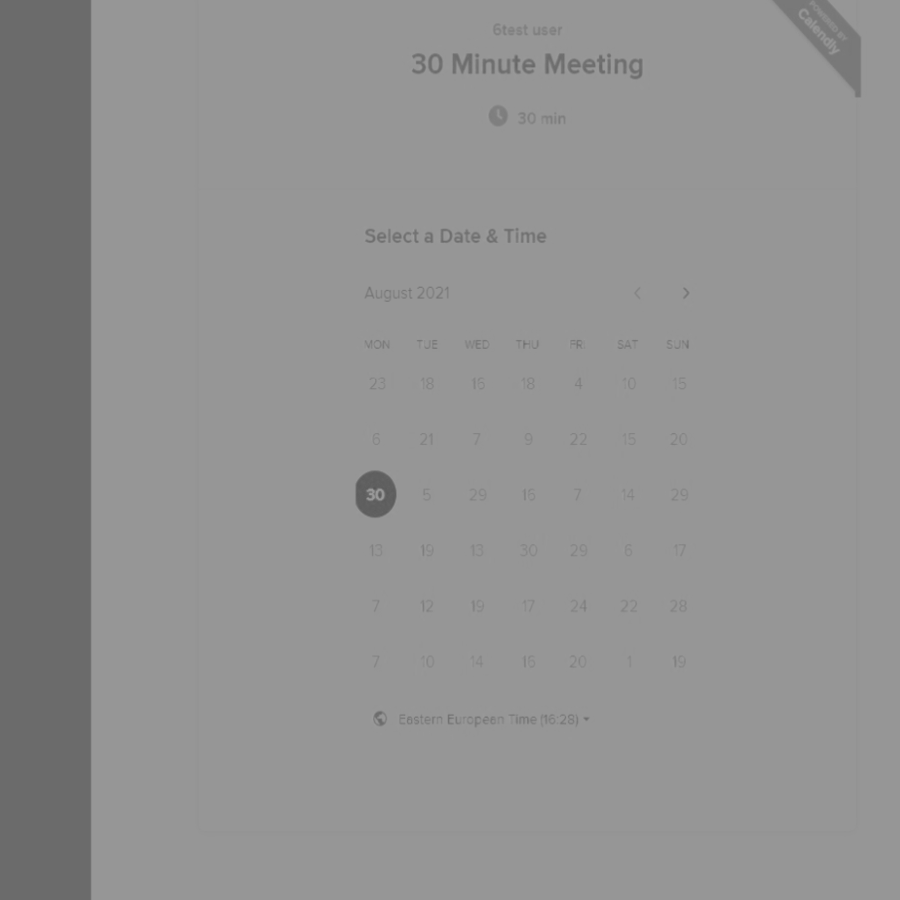 POWERED BY
Calendly
6test user
30 Minute Meeting
30 min
Select a Date & Time
August 2021
MON TUE WED THU FRI SAT SUN
23 18 16 18 4 10 15
6 21 7 9 22 15 20
30 5 29 15 7 14 29
13 19 13 30 29 6 17
7 12 19 17 24 22 28
7 10 14 16 20 1 19
Eastern European Time (16:28)